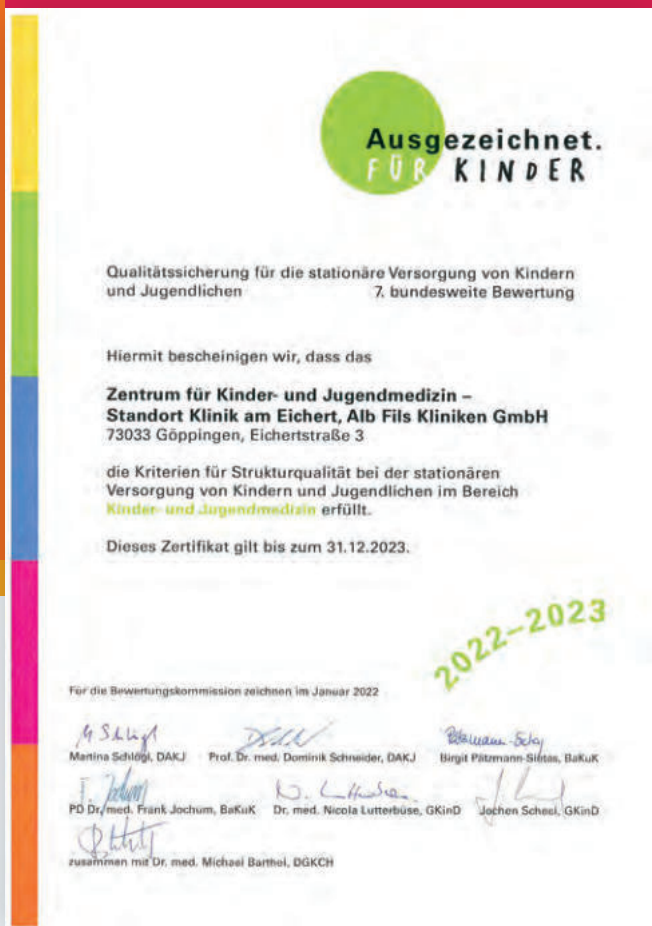 Ausgezeichnet.
FÜR KINDER
Qualitätssicherung für die stationäre Versorgung von Kindern
und Jugendlichen 7. bundesweite Bewertung
Hiermit bescheinigen wir, dass das
Zentrum für Kinder- und Jugendmedizin –
Standort Klinik am Eichert, Alb Fils Kliniken GmbH
73033 Göppingen, Eichertstraße 3
die Kriterien für Strukturqualität bei der stationären
Versorgung von Kindern und Jugendlichen im Bereich
Kinder- und Jugendmedizin erfüllt.
Dieses Zertifikat gilt bis zum 31.12.2023.
2022–2023
Für die Bewertungskommission zeichnen im Januar 2022
Martina Schlögl, DAKJ Prof. Dr. med. Dominik Schneider, DAKJ Birgit Pätzmann-Sietas, BaKuK
PD Dr. med. Frank Jochum, BaKuK Dr. med. Nicola Lutterbüse, GKinD Jochen Scheel, GKinD
zusammen mit Dr. med. Michael Barthel, DGKCH